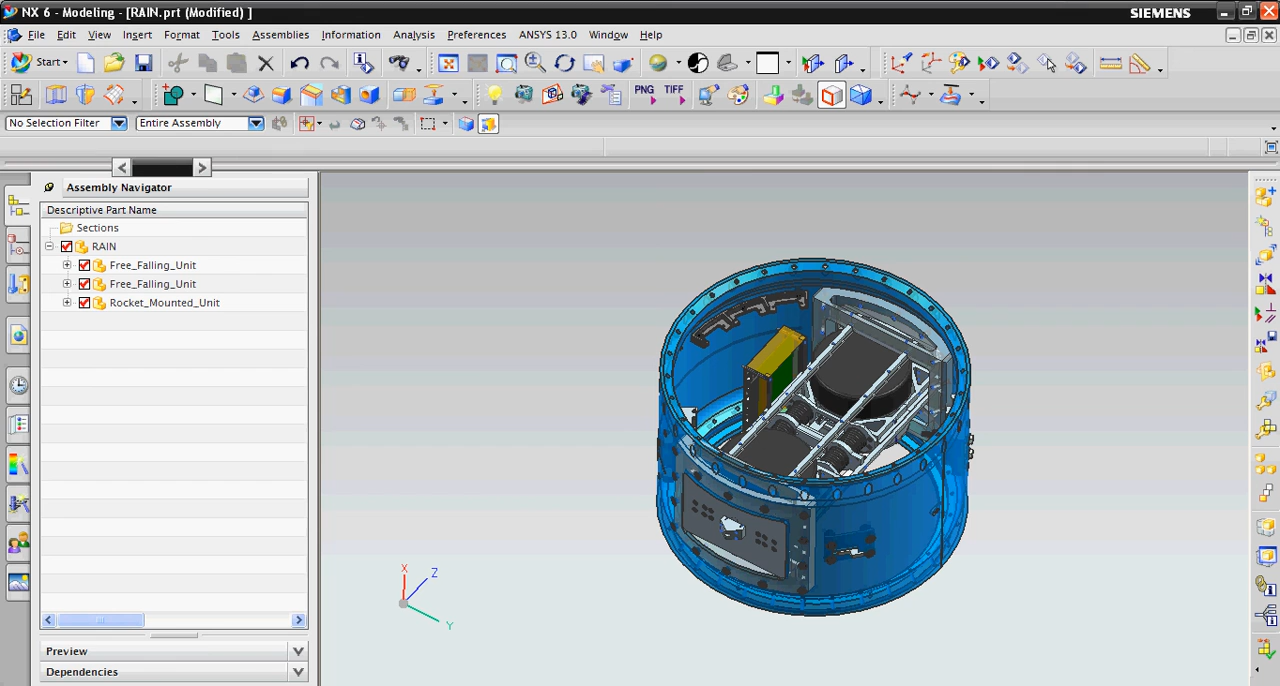 NX 6 - Modeling - [RAIN.prt (Modified) ]
SIEMENS
File Edit View Insert Format Tools Assemblies Information Analysis Preferences ANSYS 13.0 Window Help
Start
PNG TIFF
No Selection Filter Entire Assembly
Assembly Navigator
Descriptive Part Name
Sections
RAIN
Free_Falling_Unit
Free_Falling_Unit
Rocket_Mounted_Unit
Preview
Dependencies
X
Z
Y